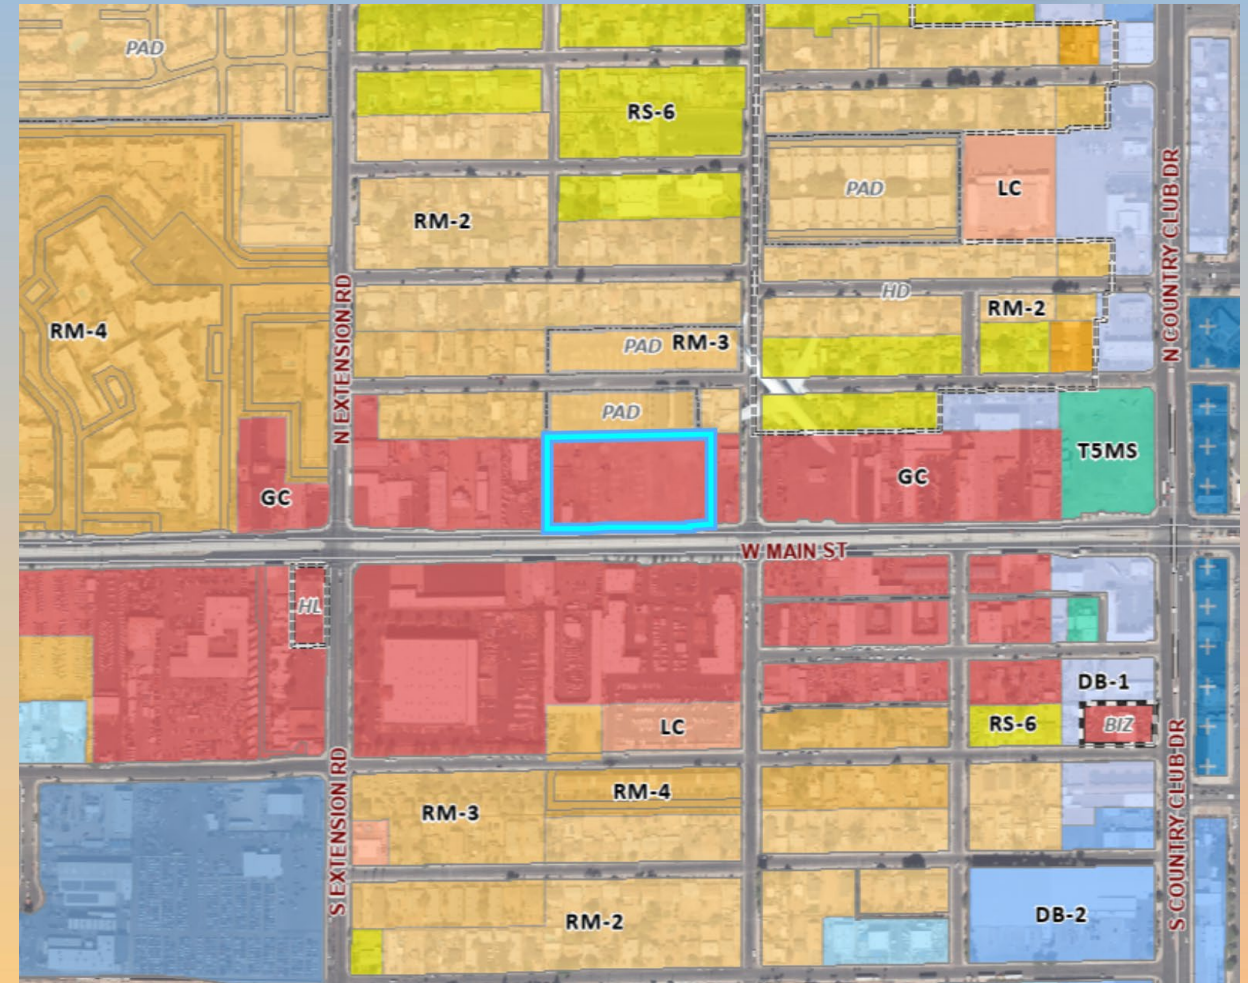 PAD
RS-6
PAD
LC
N COUNTRY CLUB DR
RM-2
HD
RM-2
N EXTENSION RD
RM-4
PAD
RM-3
PAD
T5MS
GC
GC
W MAIN ST
HL
DB-1
LC
RS-6
BIZ
S EXTENSION RD
S COUNTRY CLUB DR
RM-4
RM-3
DB-2
RM-2